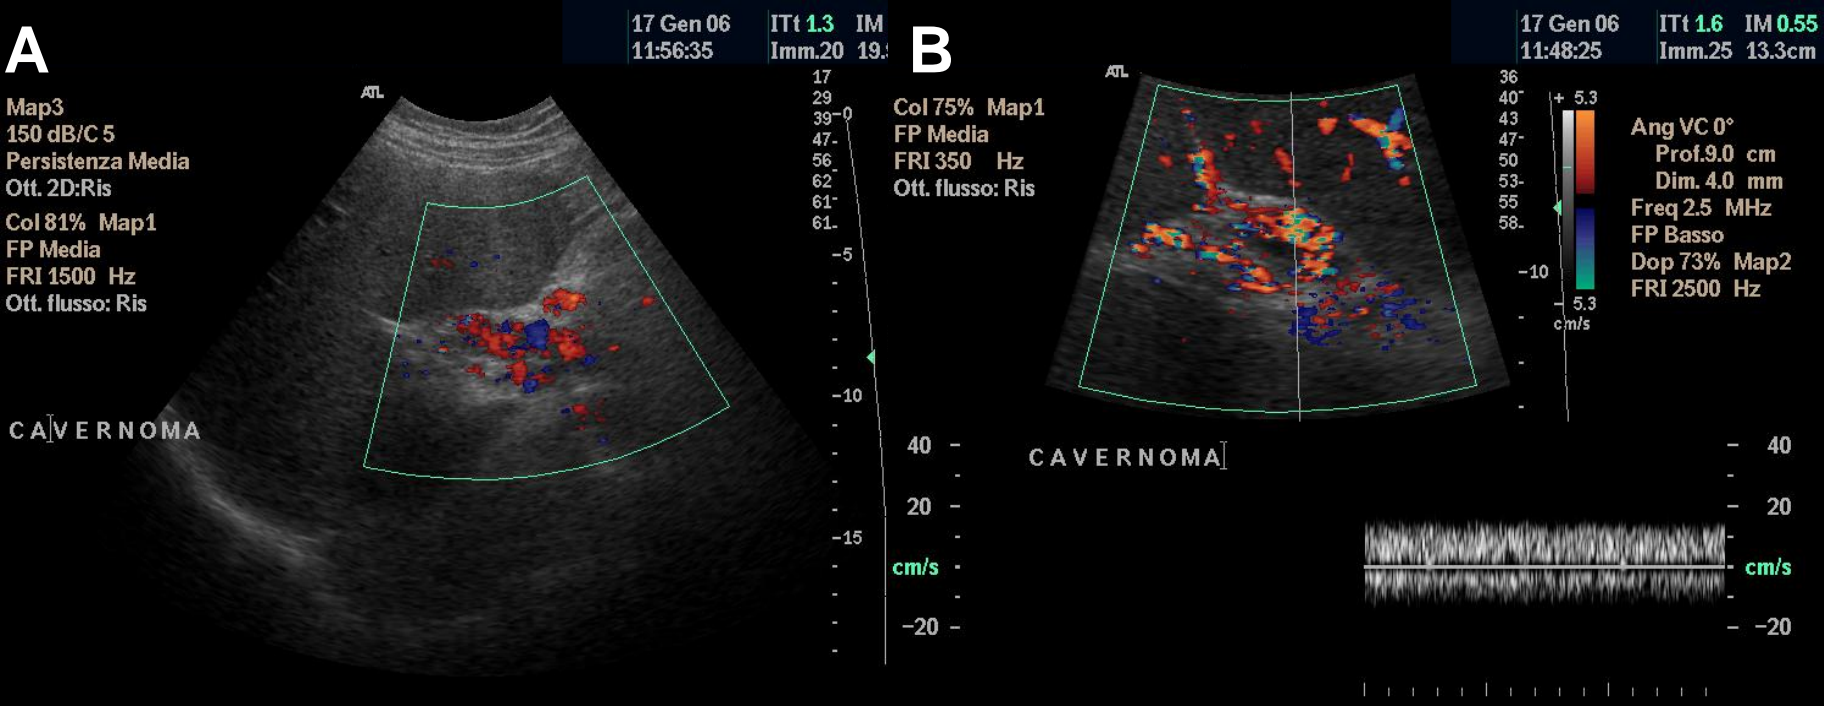 A
17 Gen 06
11:56:35
ITt 1.3 IM
Imm.20 19.
ATL
Map3
150 dB/C 5
Persistenza Media
Ott. 2D:Ris
Col 81% Map1
FP Media
FRI 1500 Hz
Ott. flusso: Ris
17
29
39
47
56
62
61
61
0
5
10
15
CAVERNOMA
B
17 Gen 06
11:48:25
ITt 1.6 IM 0.55
Imm.25 13.3cm
ATL
Col 75% Map1
FP Media
FRI 350 Hz
Ott. flusso: Ris
36
40
43
47
50
53
55
58
10
+ 5.3
- 5.3
cm/s
Ang VC 0°
Prof.9.0 cm
Dim. 4.0 mm
Freq 2.5 MHz
FP Basso
Dop 73% Map2
FRI 2500 Hz
CAVERNOMA
40
20
cm/s
-20
40
20
cm/s
-20